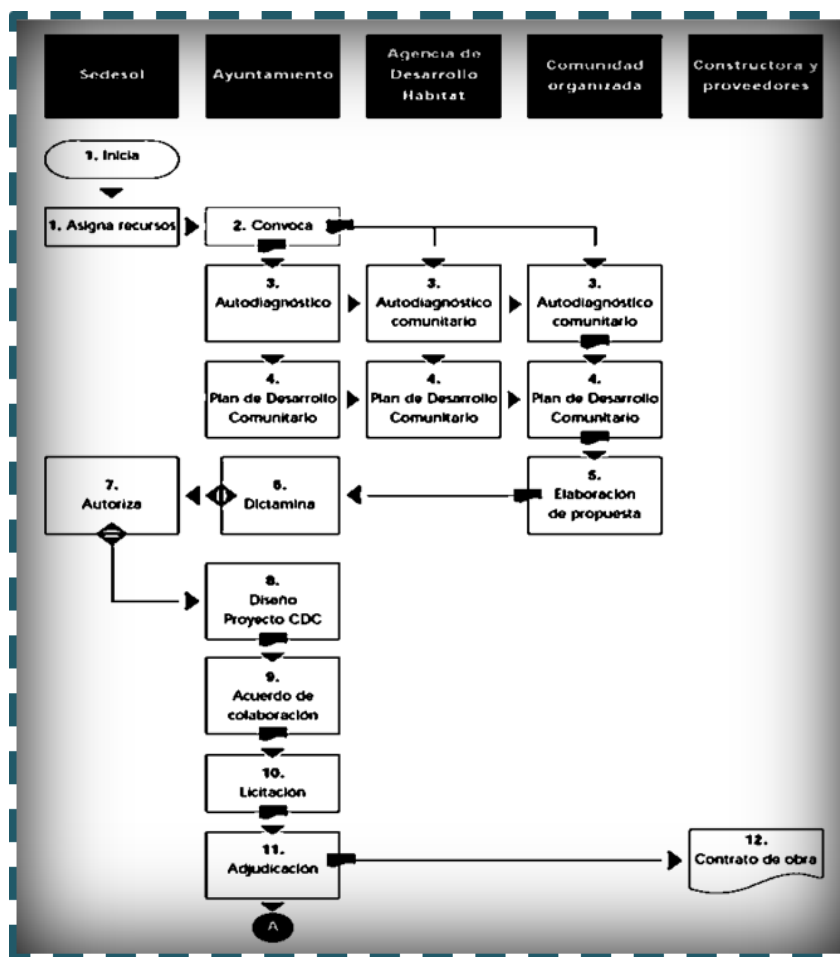 Sedesol
Ayuntamiento
Agencia de
Desarrollo
Hábitat
Comunidad
organizada
Constructora y
proveedores
1. Inicia
1. Asigna recursos
2. Convoca
3.
Autodiagnóstico
3.
Autodiagnóstico
comunitario
3.
Autodiagnóstico
comunitario
4.
Plan de Desarrollo
Comunitario
4.
Plan de Desarrollo
Comunitario
4.
Plan de Desarrollo
Comunitario
7.
Autoriza
6.
Dictamina
5.
Elaboración
de propuesta
8.
Diseño
Proyecto CDC
9.
Acuerdo de
colaboración
10.
Licitación
11.
Adjudicación
12.
Contrato de obra
A